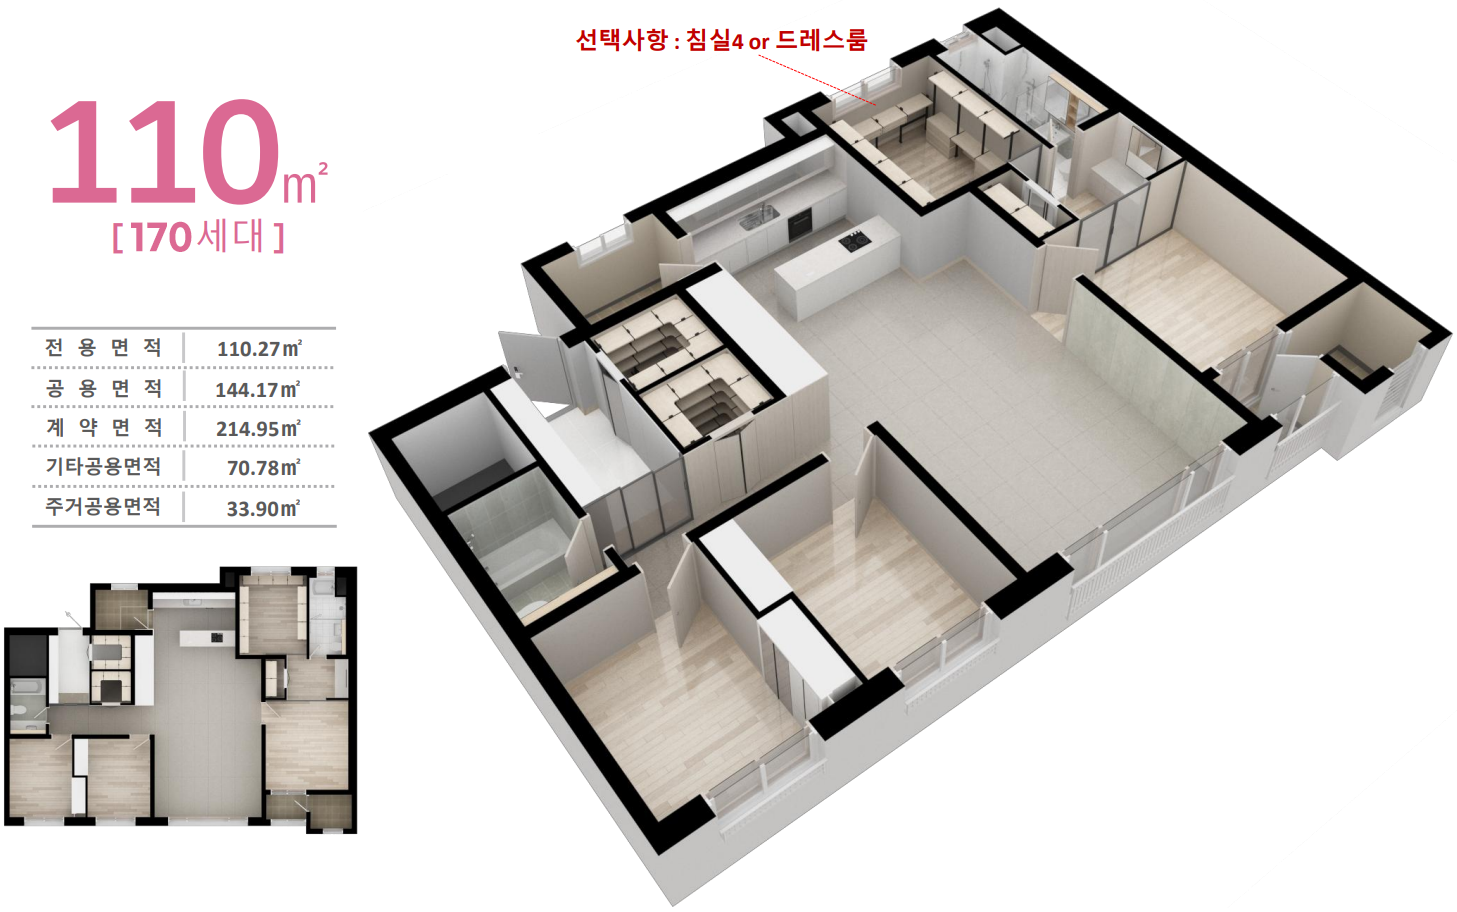 선택사항 : 침실4 or 드레스룸
110㎡
[ 170세대 ]
전 용 면 적 110.27㎡
공 용 면 적 144.17㎡
계 약 면 적 214.95㎡
기타공용면적 70.78㎡
주거공용면적 33.90㎡